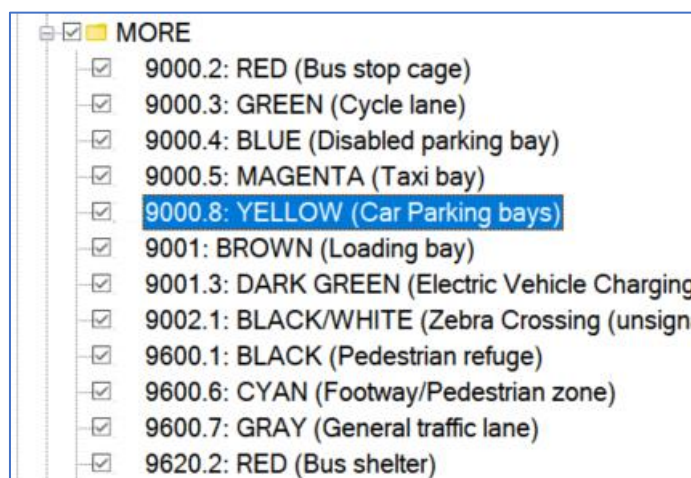 MORE
9000.2: RED (Bus stop cage)
9000.3: GREEN (Cycle lane)
9000.4: BLUE (Disabled parking bay)
9000.5: MAGENTA (Taxi bay)
9000.8: YELLOW (Car Parking bays)
9001: BROWN (Loading bay)
9001.3: DARK GREEN (Electric Vehicle Charging
9002.1: BLACK/WHITE (Zebra Crossing (unsign
9600.1: BLACK (Pedestrian refuge)
9600.6: CYAN (Footway/Pedestrian zone)
9600.7: GRAY (General traffic lane)
9620.2: RED (Bus shelter)